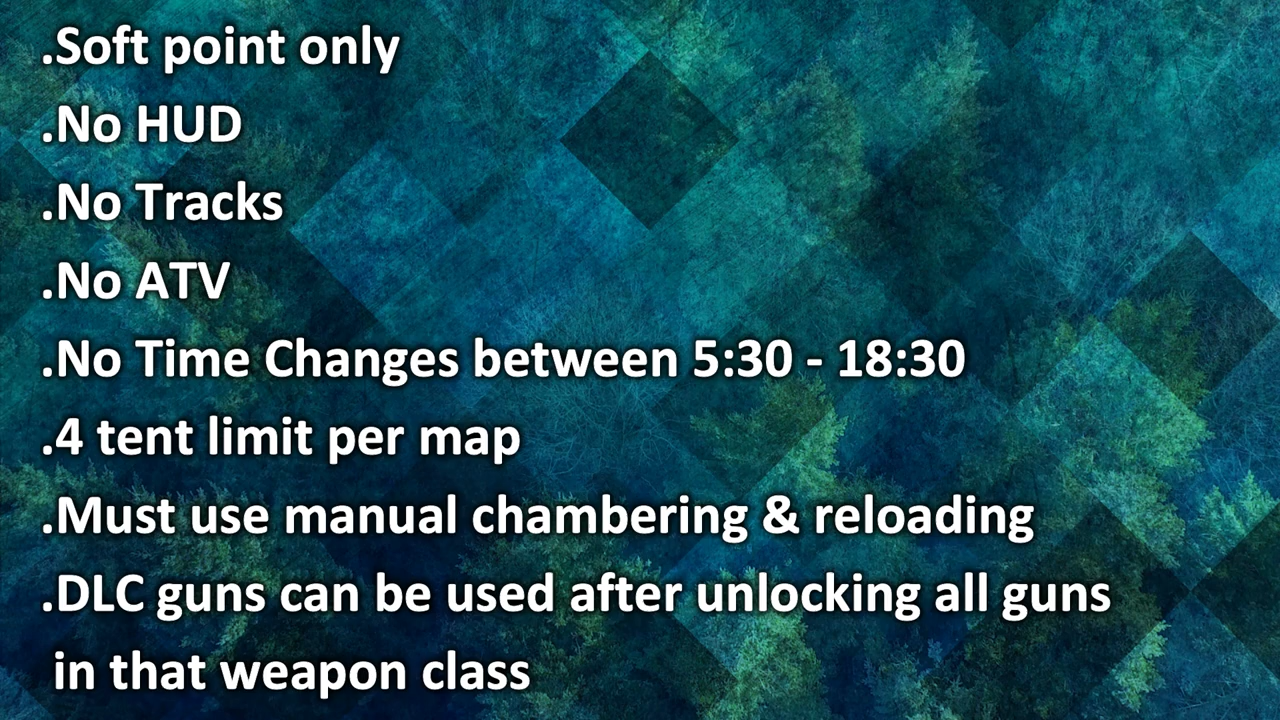 .Soft point only
.No HUD
.No Tracks
.No ATV
.No Time Changes between 5:30 - 18:30
.4 tent limit per map
.Must use manual chambering & reloading
.DLC guns can be used after unlocking all guns
in that weapon class